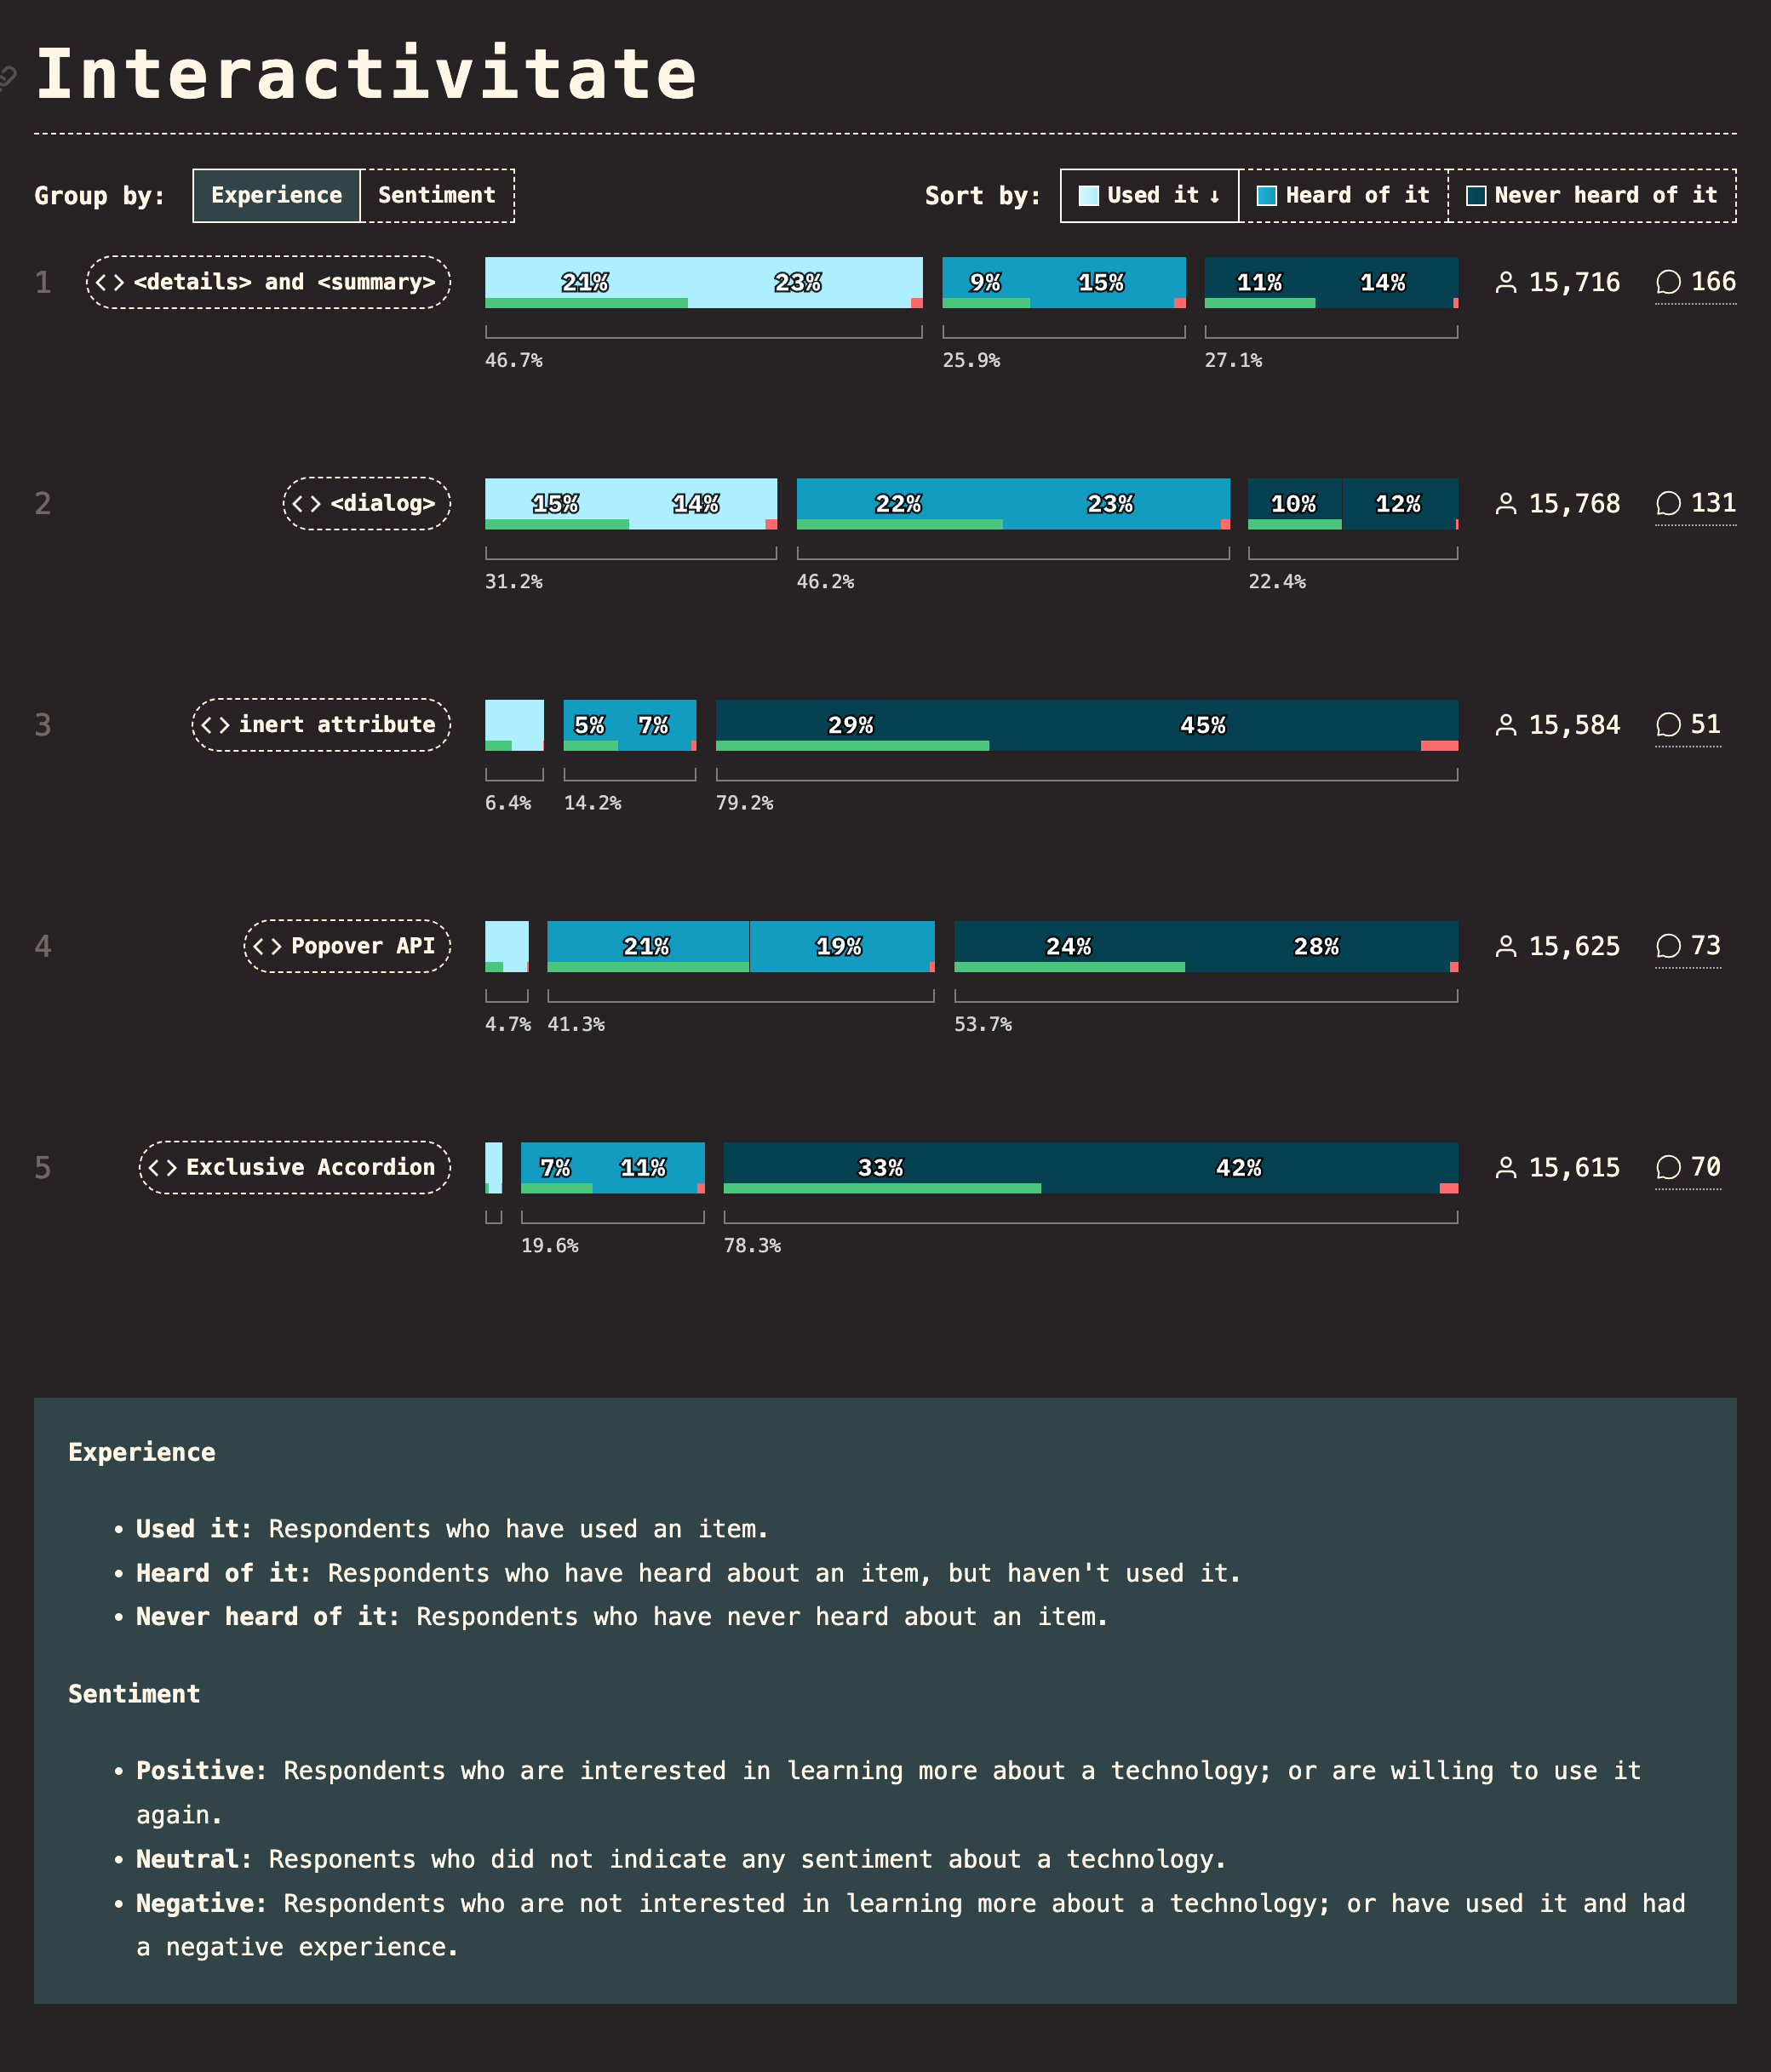 Interactivitate
Group by: Experience Sentiment Sort by: Used it ↓ Heard of it Never heard of it
1 <> <details> and <summary> 21% 23% 9% 15% 11% 14% 15,716 166
46.7% 25.9% 27.1%
2 <> <dialog> 15% 14% 22% 23% 10% 12% 15,768 131
31.2% 46.2% 22.4%
3 <> inert attribute 5% 7% 29% 45% 15,584 51
6.4% 14.2% 79.2%
4 <> Popover API 21% 19% 24% 28% 15,625 73
4.7% 41.3% 53.7%
5 <> Exclusive Accordion 7% 11% 33% 42% 15,615 70
19.6% 78.3%
Experience
• Used it: Respondents who have used an item.
• Heard of it: Respondents who have heard about an item, but haven't used it.
• Never heard of it: Respondents who have never heard about an item.
Sentiment
• Positive: Respondents who are interested in learning more about a technology; or are willing to use it
again.
• Neutral: Responents who did not indicate any sentiment about a technology.
• Negative: Respondents who are not interested in learning more about a technology; or have used it and had
a negative experience.